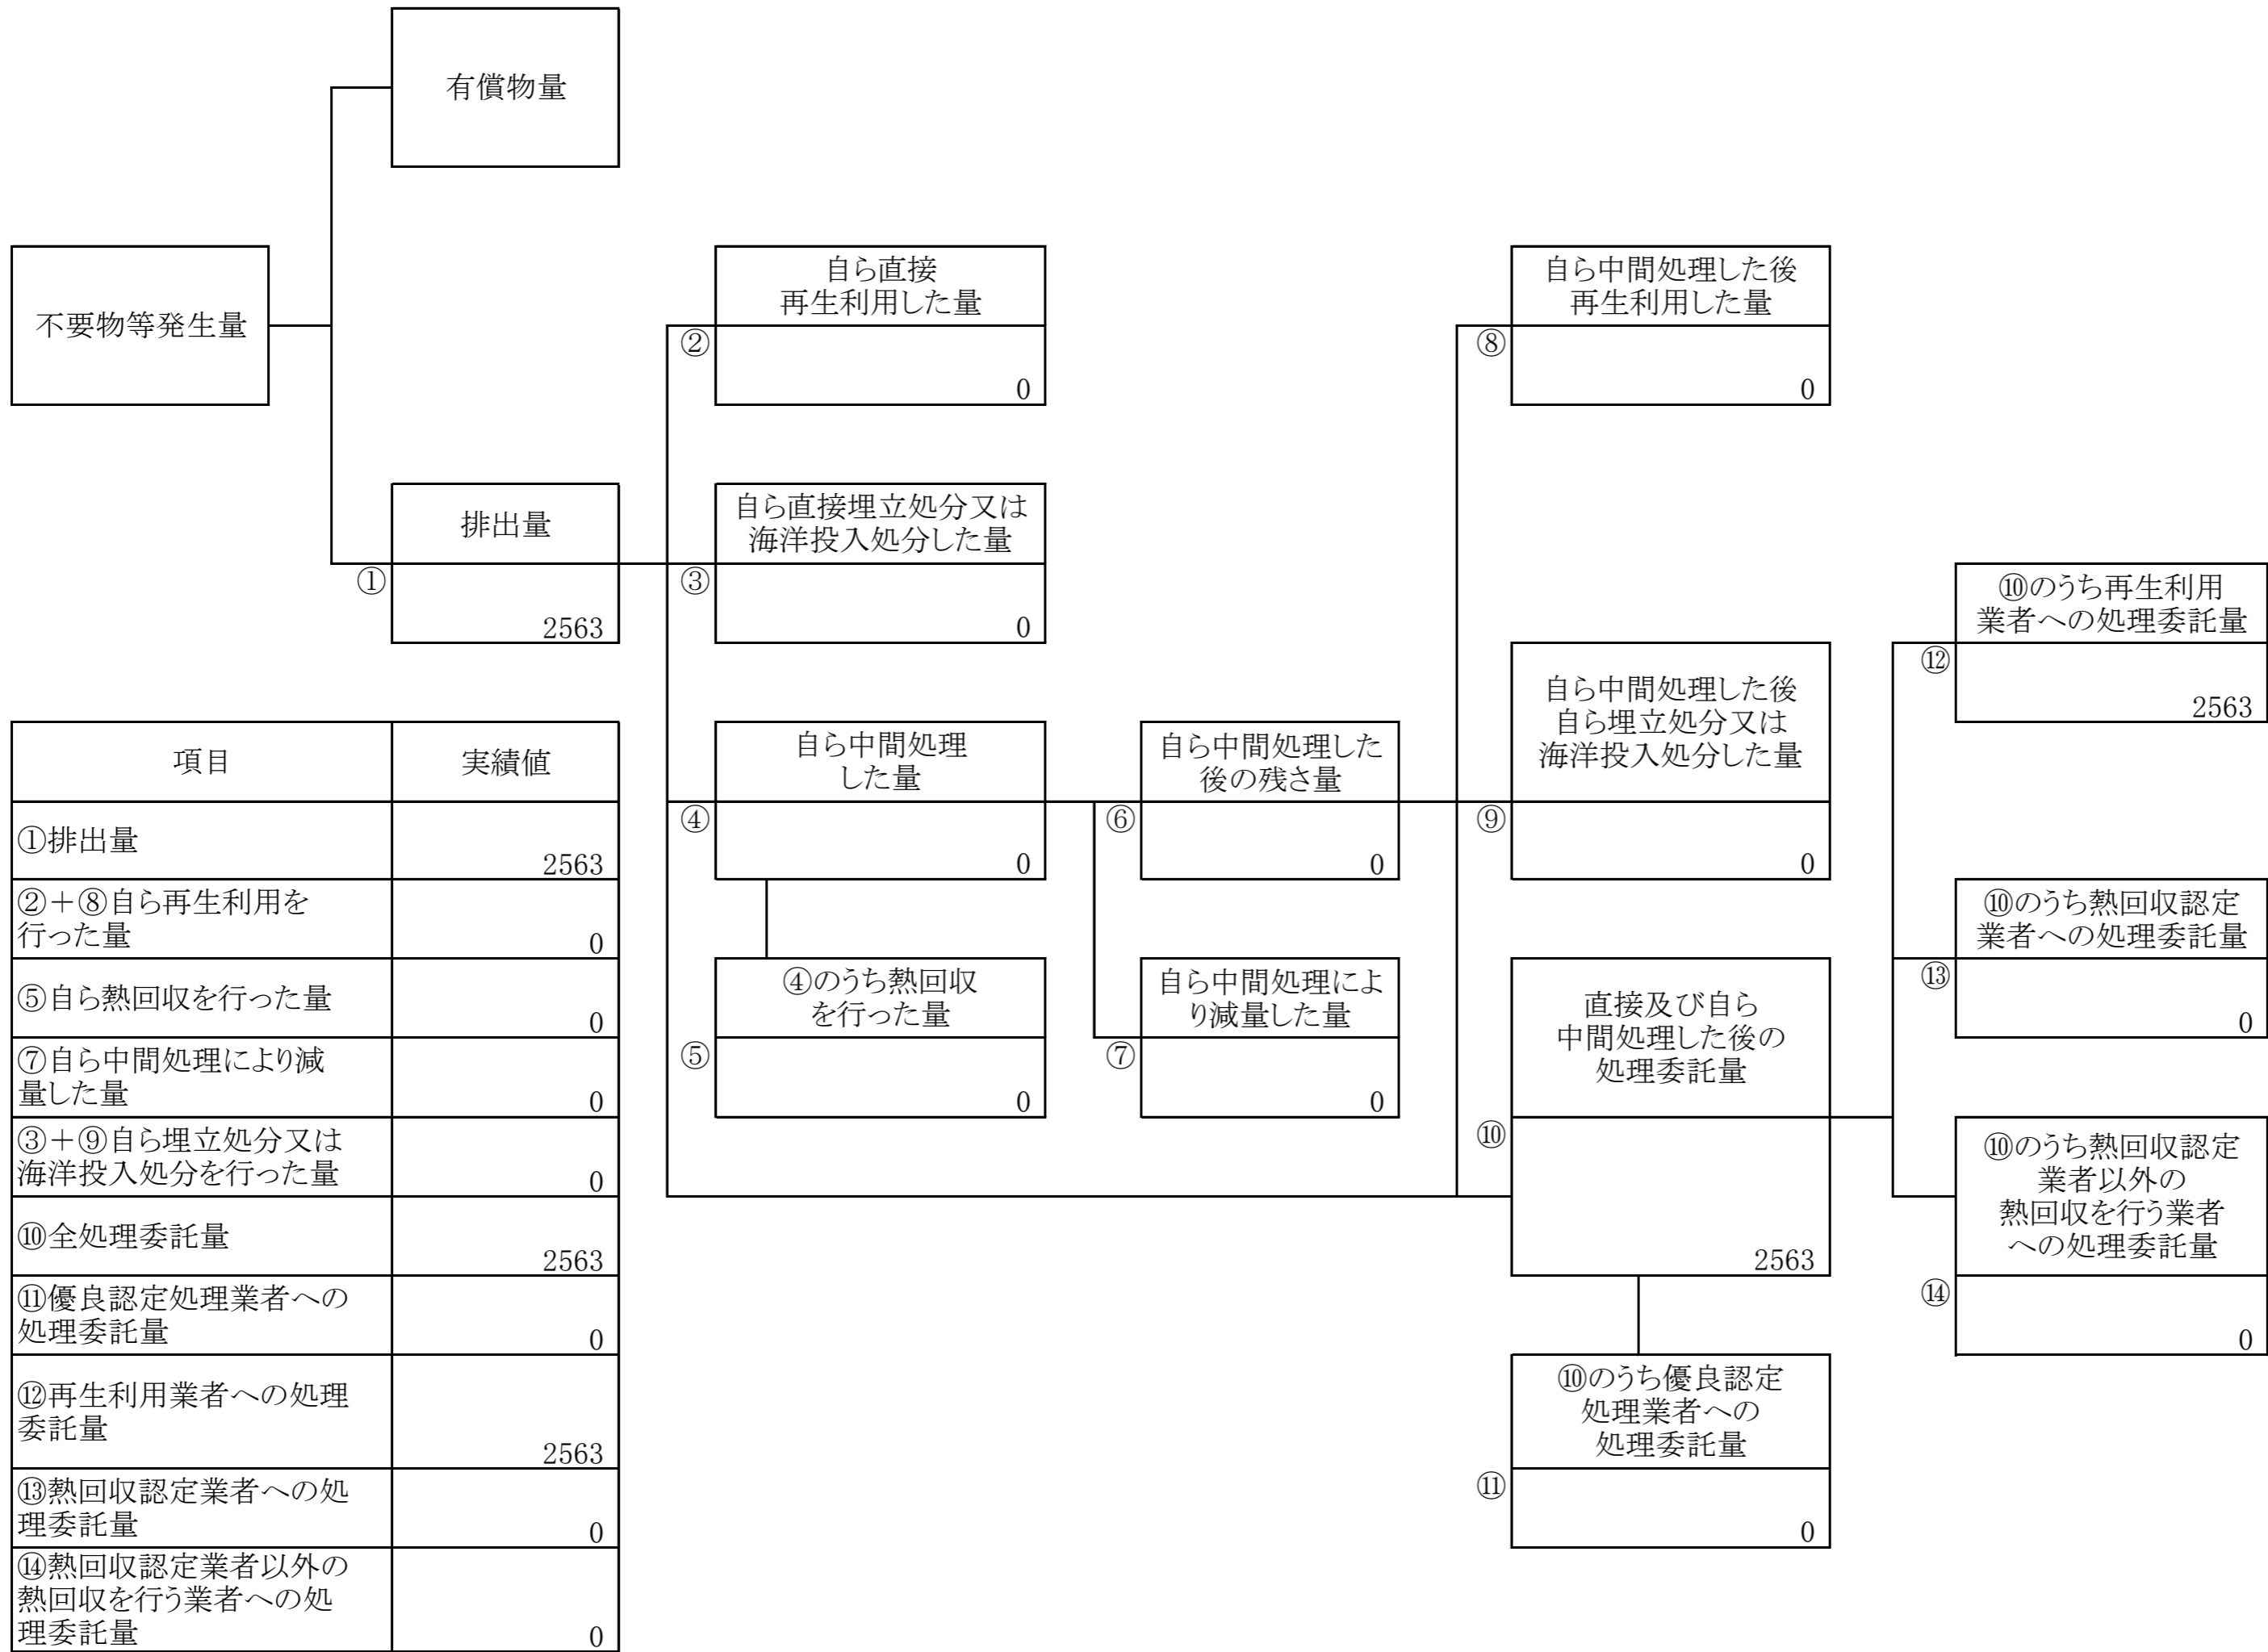 有償物量
不要物等発生量
自ら直接
再生利用した量
②
0
自ら中間処理した後
再生利用した量
⑧
0
排出量
①
2563
自ら直接埋立処分又は
海洋投入処分した量
③
0
⑩のうち再生利用
業者への処理委託量
⑫
2563
自ら中間処理
した量
④
0
自ら中間処理した
後の残さ量
⑥
0
自ら中間処理した後
自ら埋立処分又は
海洋投入処分した量
⑨
0
④のうち熱回収
を行った量
⑤
0
自ら中間処理によ
り減量した量
⑦
0
直接及び自ら
中間処理した後の
処理委託量
⑩
2563
⑩のうち熱回収認定
業者への処理委託量
⑬
0
⑩のうち熱回収認定
業者以外の
熱回収を行う業者
への処理委託量
⑭
0
⑩のうち優良認定
処理業者への
処理委託量
⑪
0
項目
実績値
①排出量
2563
②＋⑧自ら再生利用を
行った量
0
⑤自ら熱回収を行った量
0
⑦自ら中間処理により減
量した量
0
③＋⑨自ら埋立処分又は
海洋投入処分を行った量
0
⑩全処理委託量
2563
⑪優良認定処理業者への
処理委託量
0
⑫再生利用業者への処理
委託量
2563
⑬熱回収認定業者への処
理委託量
0
⑭熱回収認定業者以外の
熱回収を行う業者への処
理委託量
0